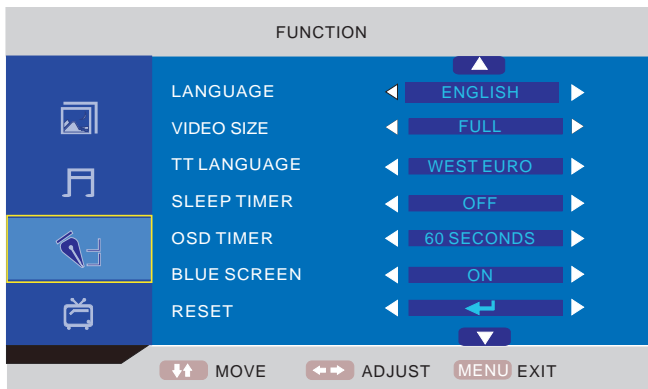 FUNCTION
LANGUAGE ENGLISH
VIDEO SIZE FULL
TT LANGUAGE WEST EURO
SLEEP TIMER OFF
OSD TIMER 60 SECONDS
BLUE SCREEN ON
RESET
MOVE ADJUST MENU EXIT